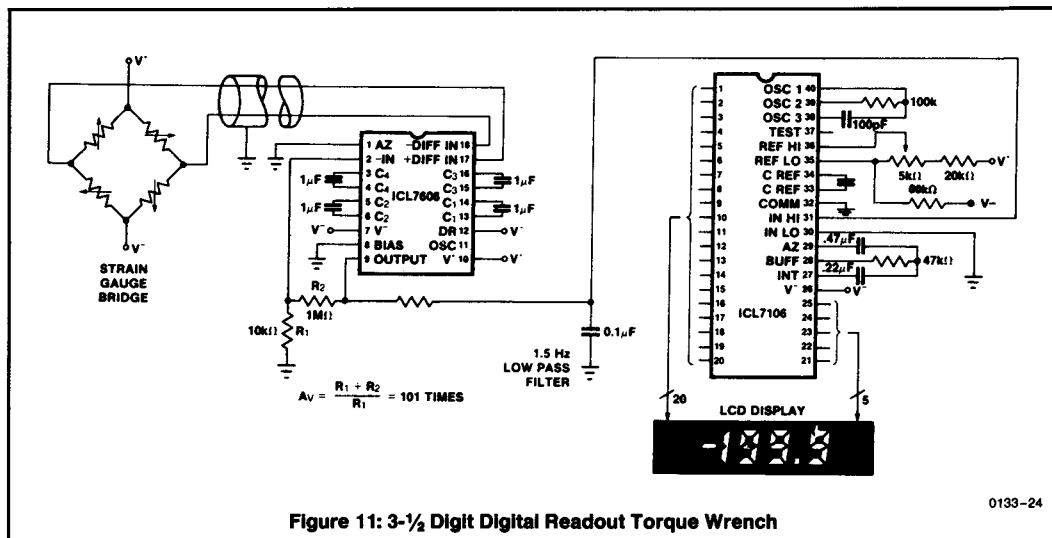 V+
V-
STRAIN
GAUGE
BRIDGE
1 AZ -DIFF IN 18
2 -IN +DIFF IN 17
3 C4 C3 16
4 C4 C3 15
5 C2 C1 14
6 C2 C1 13
7 V- DR 12
8 BIAS OSC 11
9 OUTPUT V+ 10
ICL7605
1µF
1µF
1µF
1µF
V-
V+
V+
R2
1MΩ
10kΩ R1
0.1µF
1.5 Hz
LOW PASS
FILTER
AV = R1 + R2 / R1 = 101 TIMES
1 OSC 1 40
2 OSC 2 39
3 OSC 3 38
4 TEST 37
5 REF HI 36
6 REF LO 35
7 C REF 34
8 C REF 33
9 COMM 32
10 IN HI 31
11 IN LO 30
12 AZ 29
13 BUFF 28
14 INT 27
15 V- 26
16 25
17 24
18 23
19 22
20 21
ICL7106
100k
100pF
5kΩ 20kΩ V+
V-
.47µF
47kΩ
.22µF
V-
20
5
LCD DISPLAY
-199.9
0133-24
Figure 11: 3-½ Digit Digital Readout Torque Wrench